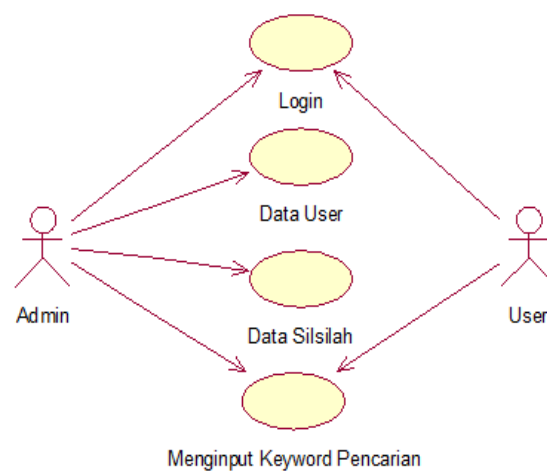 Login
Data User
Admin
User
Data Silsilah
Menginput Keyword Pencarian